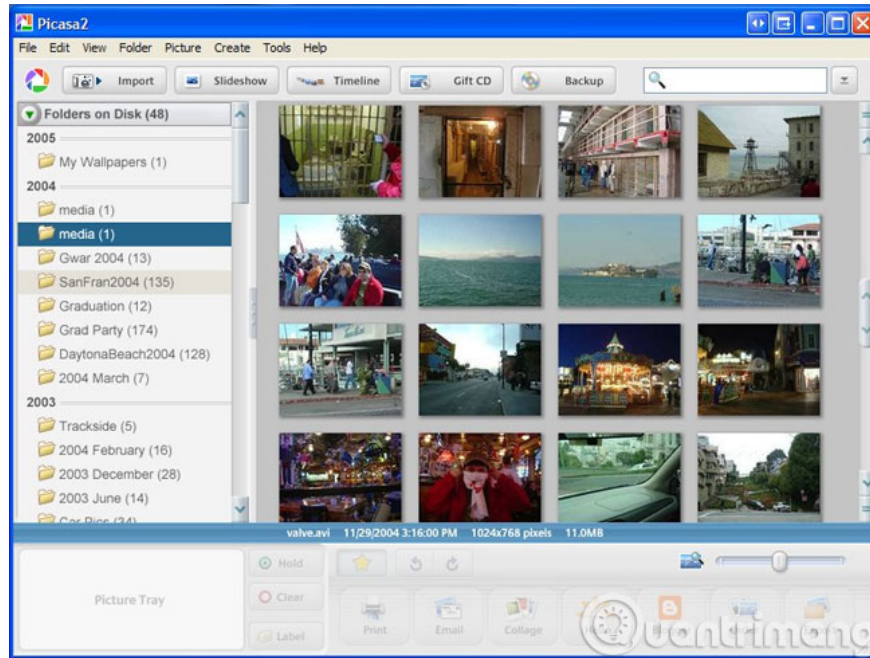 Picasa2
File Edit View Folder Picture Create Tools Help
Import Slideshow Timeline Gift CD Backup
Folders on Disk (48)
2005
My Wallpapers (1)
2004
media (1)
media (1)
Gwar 2004 (13)
SanFran2004 (135)
Graduation (12)
Grad Party (174)
DaytonaBeach2004 (128)
2004 March (7)
2003
Trackside (5)
2004 February (16)
2003 December (28)
2003 June (14)
Car Pics (34)
valve.avi 11/29/2004 3:16:00 PM 1024x768 pixels 11.0MB
Hold
Picture Tray
Clear
Label
Print Email Collage
Quantrimang